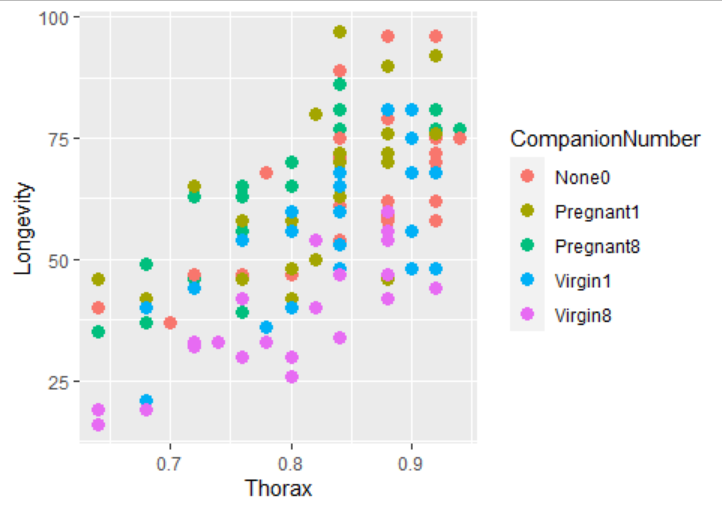 100
75
50
25
Longevity
0.7 0.8 0.9
Thorax
CompanionNumber
None0
Pregnant1
Pregnant8
Virgin1
Virgin8